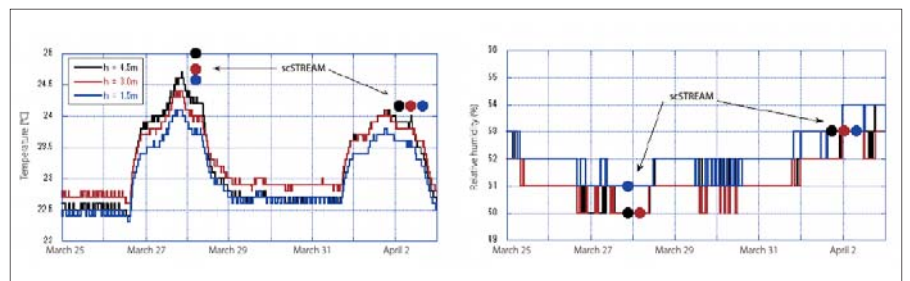 25
24.5
24
23.5
23
22.5
22
Temperature [°C]
h = 4.5m
h = 3.0m
h = 1.5m
scSTREAM
March 25
March 27
March 29
March 31
April 2
56
55
54
53
52
51
50
49
Relative humidity [%]
scSTREAM
March 25
March 27
March 29
March 31
April 2